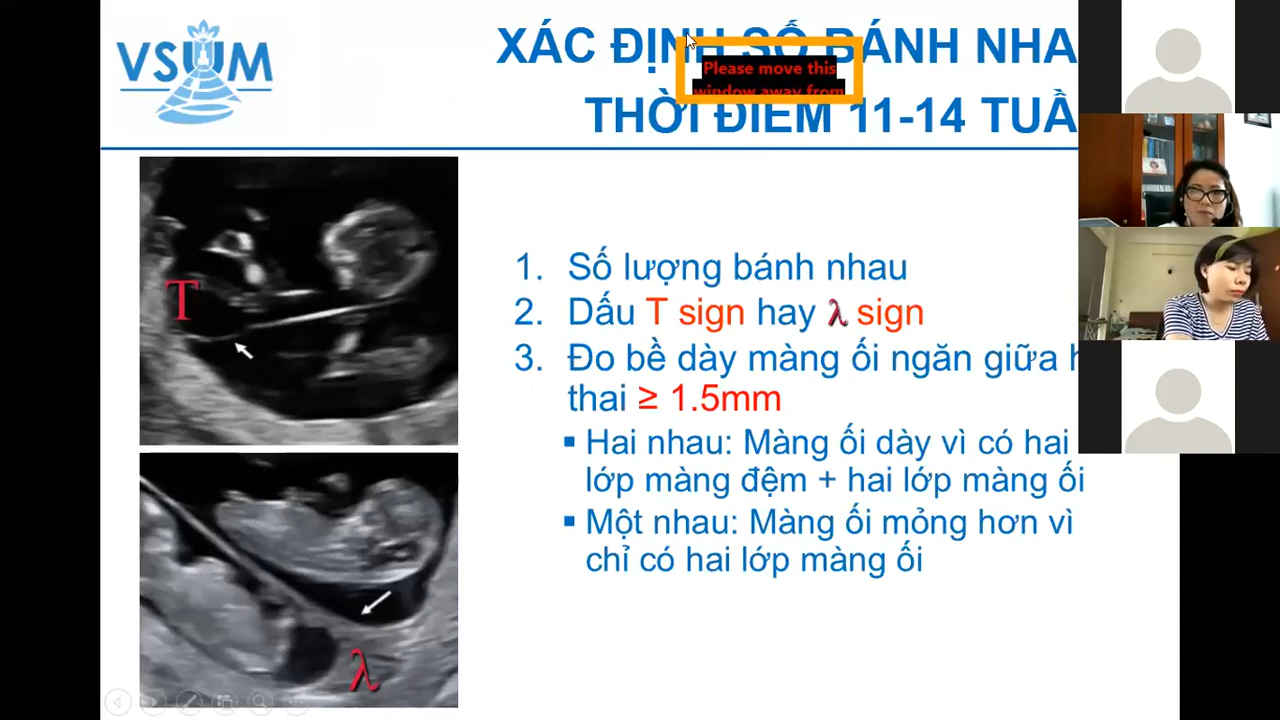 VSUM
XÁC ĐỊNH SỐ BÁNH NHA
Please move this
window away from
THỜI ĐIỂM 11-14 TUẦ
T
1. Số lượng bánh nhau
2. Dấu T sign hay λ sign
3. Đo bề dày màng ối ngăn giữa h
thai ≥ 1.5mm
▪ Hai nhau: Màng ối dày vì có hai
lớp màng đệm + hai lớp màng ối
▪ Một nhau: Màng ối mỏng hơn vì
chỉ có hai lớp màng ối
λ